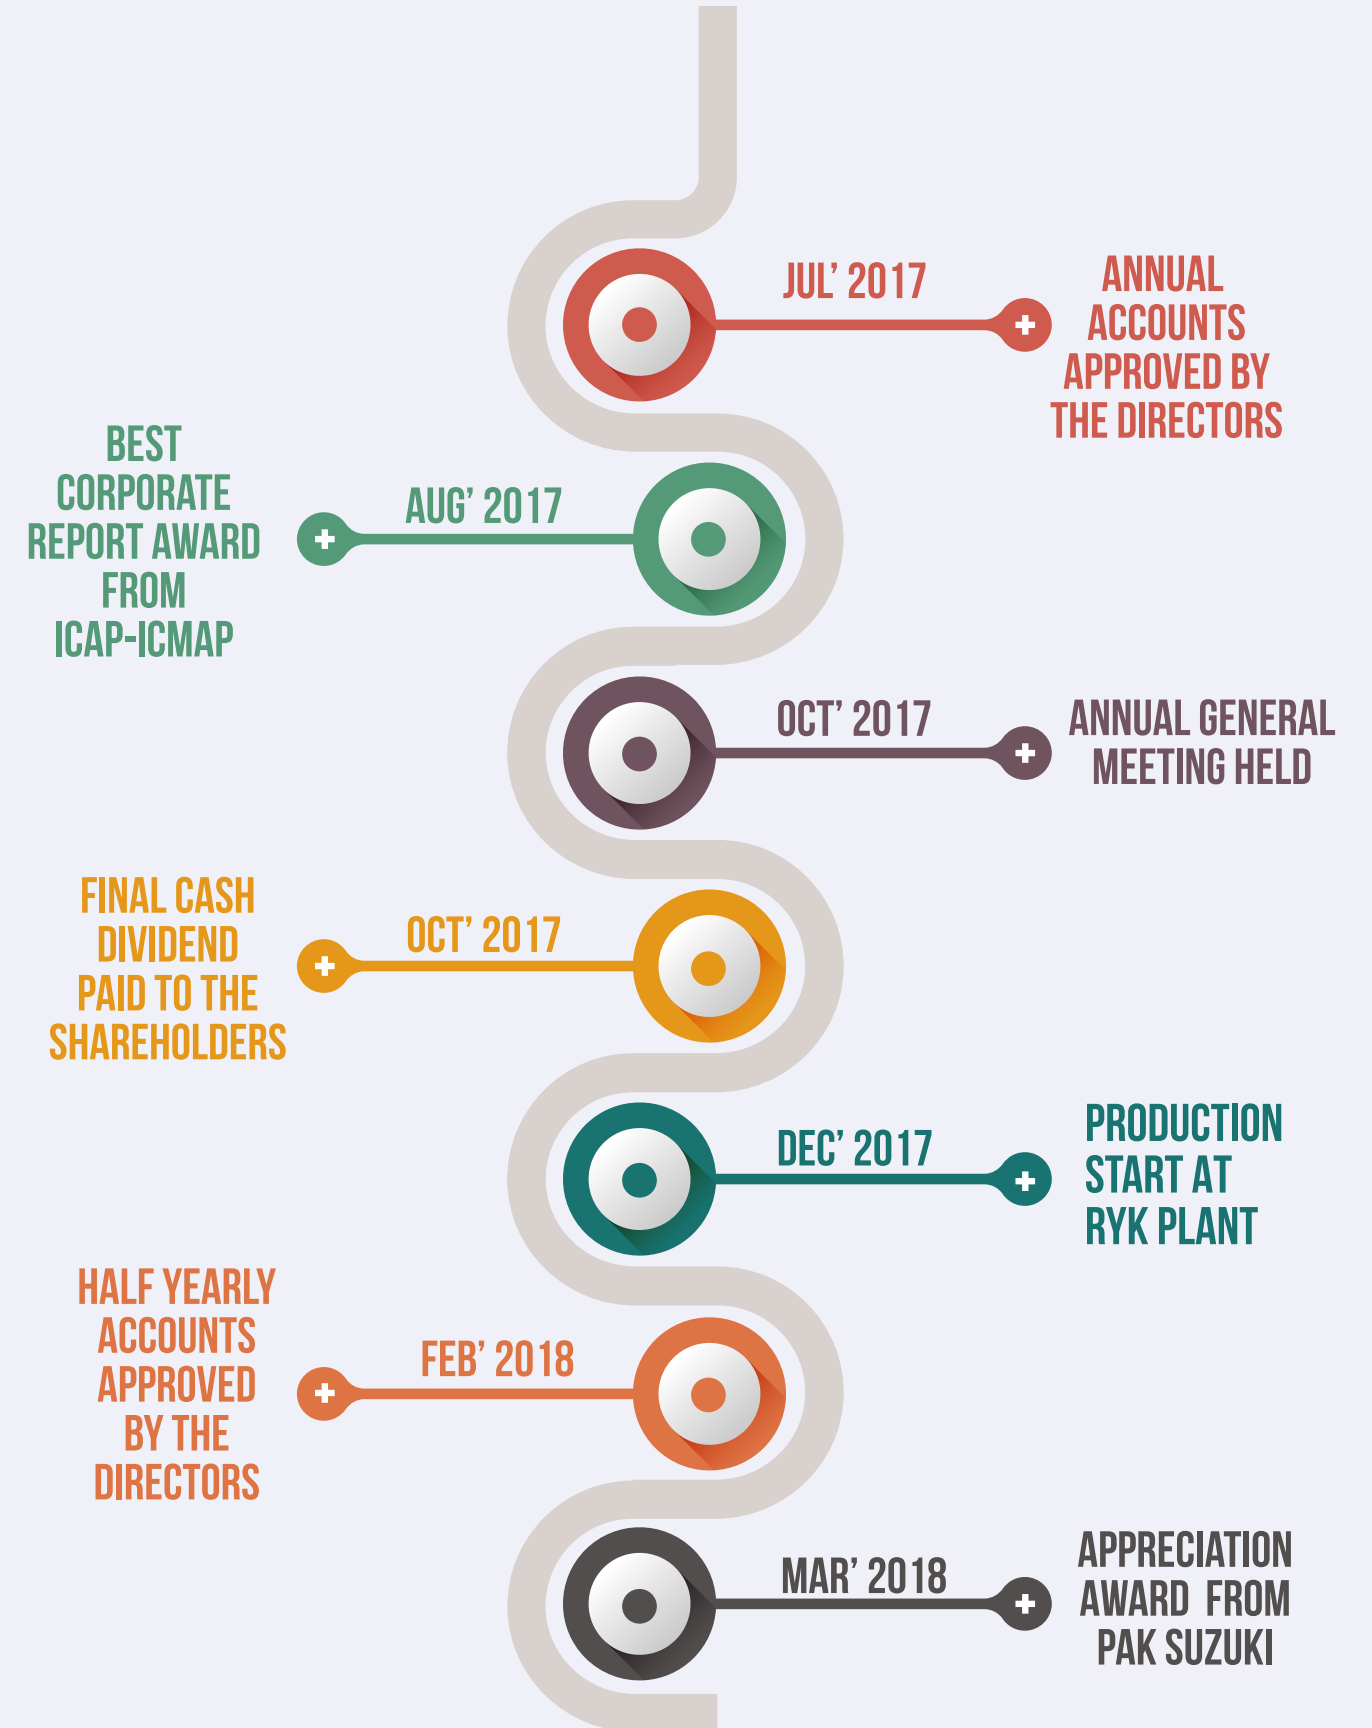 JUL' 2017
ANNUAL
ACCOUNTS
APPROVED BY
THE DIRECTORS
BEST
CORPORATE
REPORT AWARD
FROM
ICAP-ICMAP
AUG' 2017
OCT' 2017
ANNUAL GENERAL
MEETING HELD
FINAL CASH
DIVIDEND
PAID TO THE
SHAREHOLDERS
OCT' 2017
DEC' 2017
PRODUCTION
START AT
RYK PLANT
HALF YEARLY
ACCOUNTS
APPROVED
BY THE
DIRECTORS
FEB' 2018
MAR' 2018
APPRECIATION
AWARD FROM
PAK SUZUKI